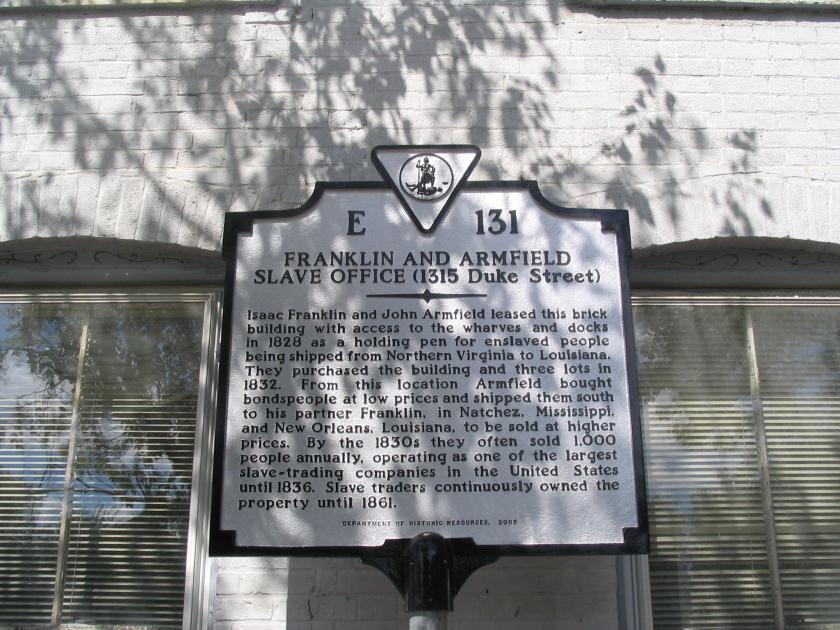 E 131
FRANKLIN AND ARMFIELD
SLAVE OFFICE (1315 Duke Street)
Isaac Franklin and John Armfield leased this brick
building with access to the wharves and docks
in 1828 as a holding pen for enslaved people
being shipped from Northern Virginia to Louisiana.
They purchased the building and three lots in
1832. From this location Armfield bought
bondspeople at low prices and shipped them south
to his partner Franklin, in Natchez, Mississippi,
and New Orleans, Louisiana, to be sold at higher
prices. By the 1830s they often sold 1,000
people annually, operating as one of the largest
slave-trading companies in the United States
until 1836. Slave traders continuously owned the
property until 1861.
DEPARTMENT OF HISTORIC RESOURCES, 2005